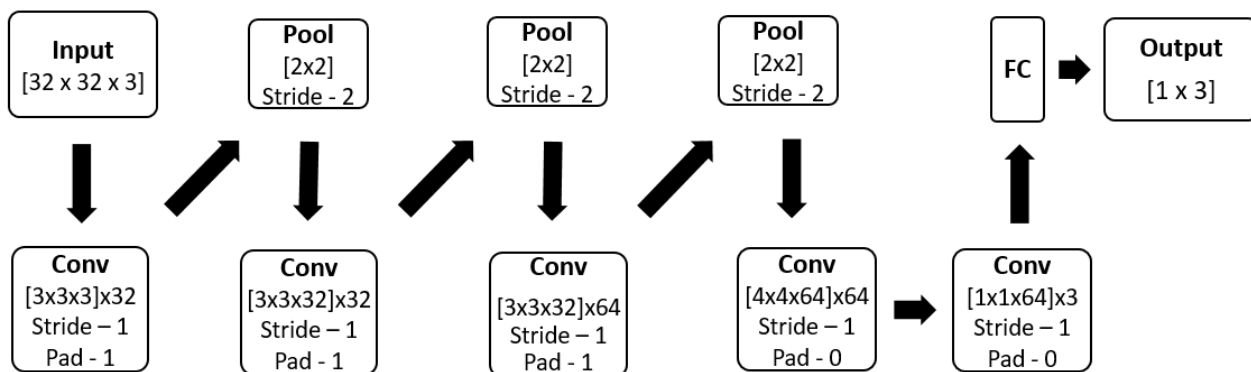 Input
[32 x 32 x 3]
Pool
[2x2]
Stride - 2
Pool
[2x2]
Stride - 2
Pool
[2x2]
Stride - 2
FC
Output
[1 x 3]
Conv
[3x3x3]x32
Stride – 1
Pad - 1
Conv
[3x3x32]x32
Stride – 1
Pad - 1
Conv
[3x3x32]x64
Stride – 1
Pad - 1
Conv
[4x4x64]x64
Stride – 1
Pad - 0
Conv
[1x1x64]x3
Stride – 1
Pad - 0